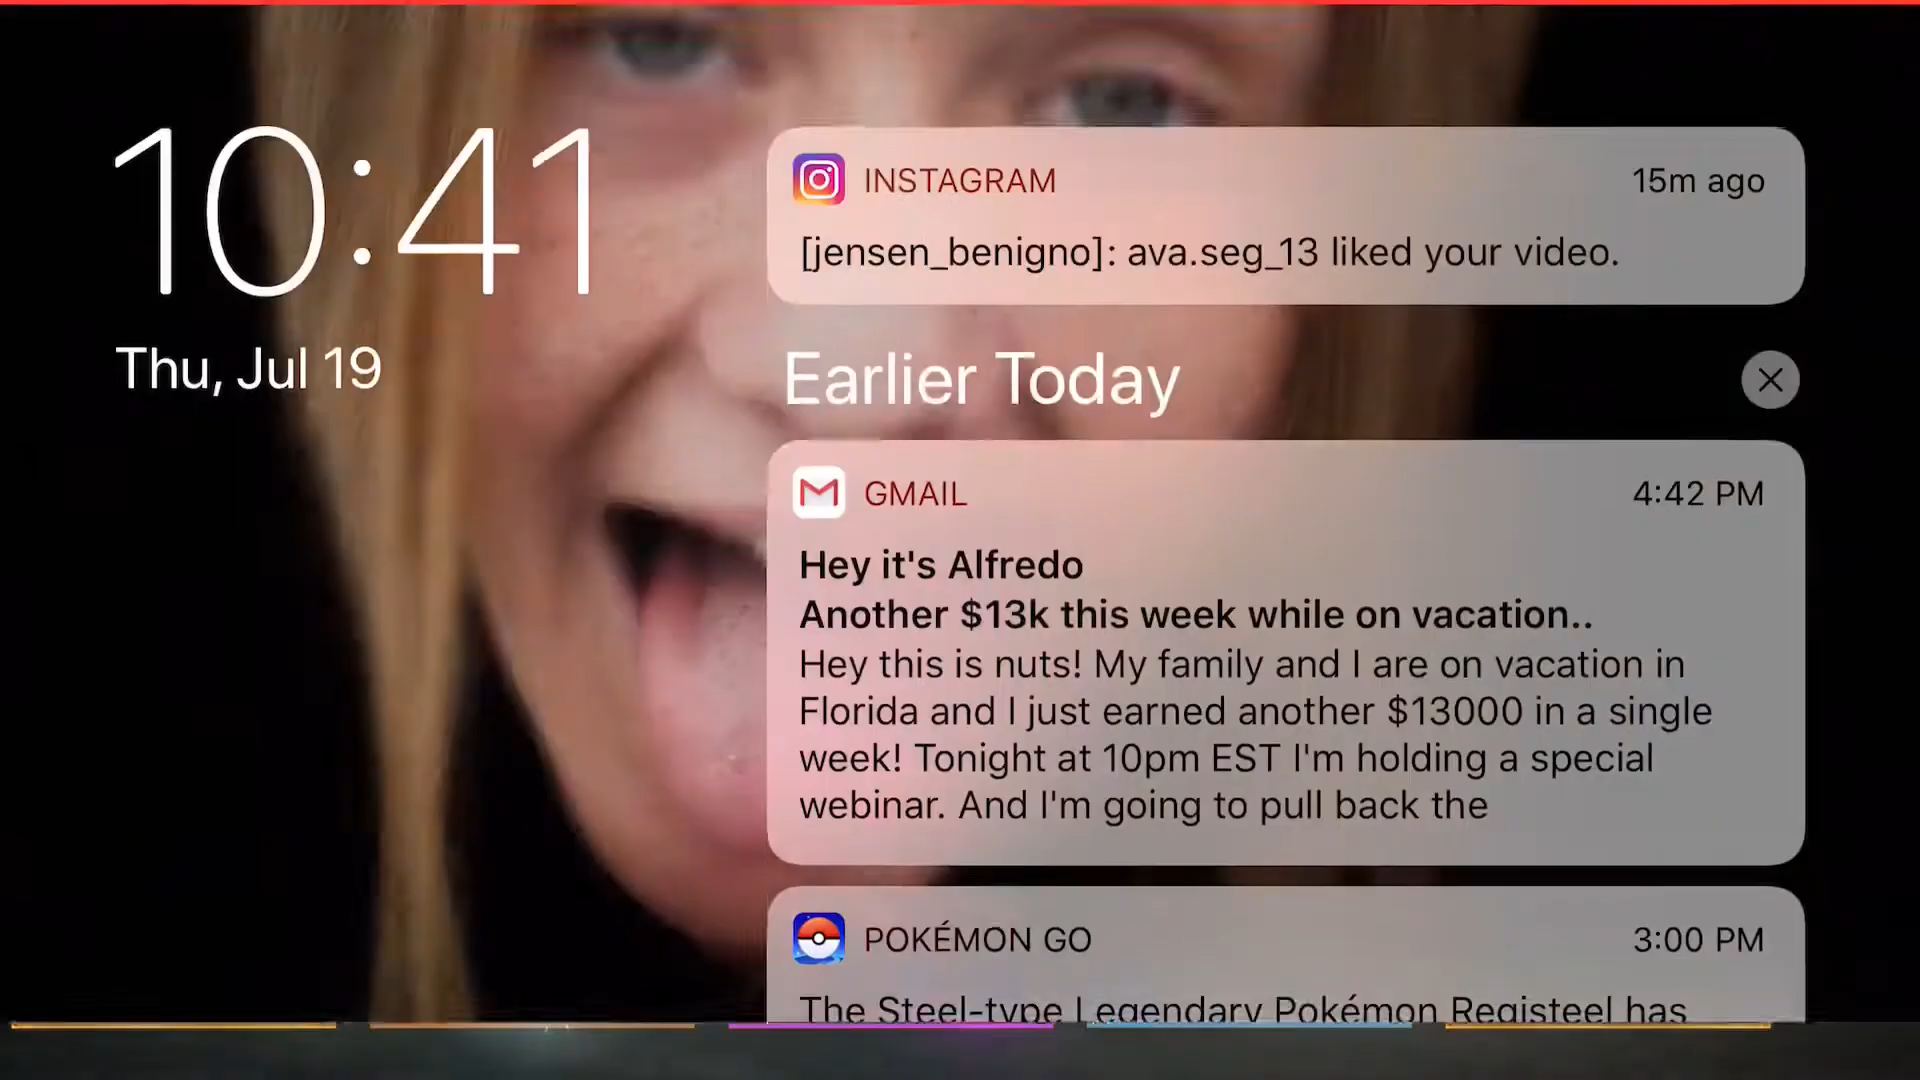 10:41
Thu, Jul 19
INSTAGRAM
15m ago
[jensen_benigno]: ava.seg_13 liked your video.
Earlier Today
GMAIL
4:42 PM
Hey it's Alfredo
Another $13k this week while on vacation..
Hey this is nuts! My family and I are on vacation in
Florida and I just earned another $13000 in a single
week! Tonight at 10pm EST I'm holding a special
webinar. And I'm going to pull back the
POKÉMON GO
3:00 PM
The Steel-type Legendary Pokémon Registeel has